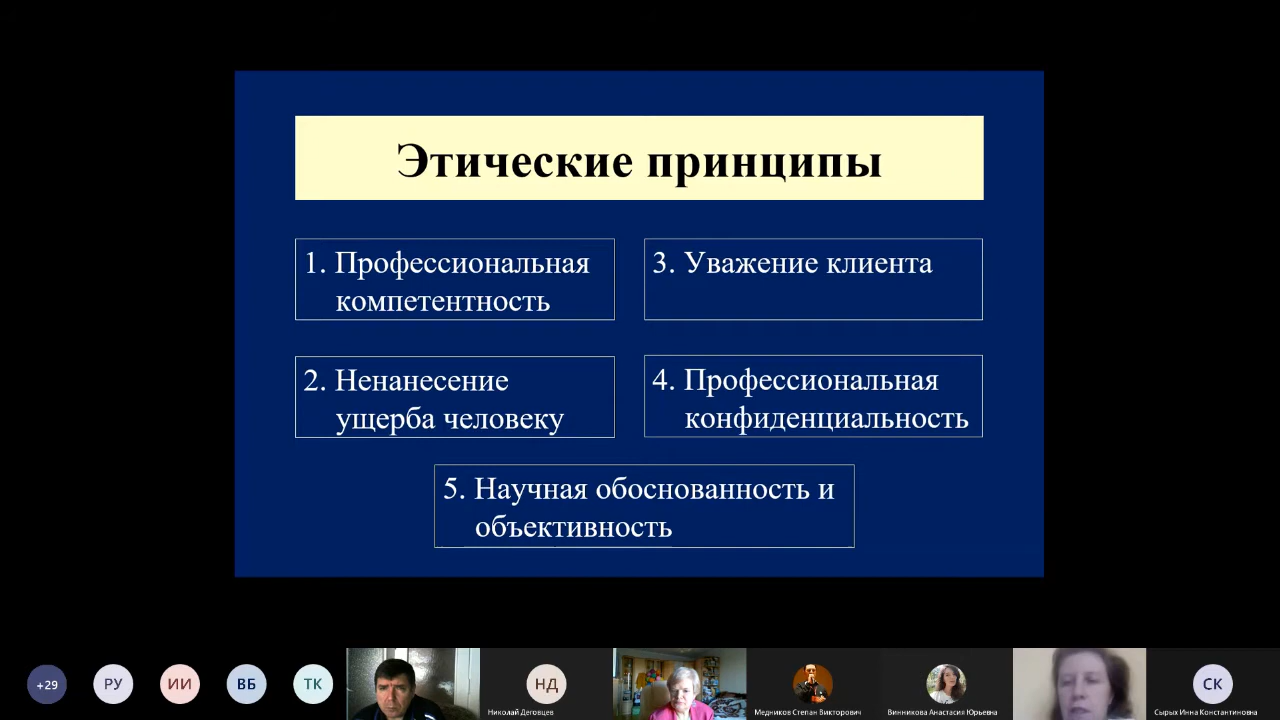 Этические принципы
1. Профессиональная
компетентность
2. Ненанесение
ущерба человеку
3. Уважение клиента
4. Профессиональная
конфиденциальность
5. Научная обоснованность и
объективность
+29
РУ
ИИ
ВБ
ТК
НД
Николай Деговцев
Медников Степан Викторович
Винникова Анастасия Юрьевна
СК
Сырых Инна Константиновна